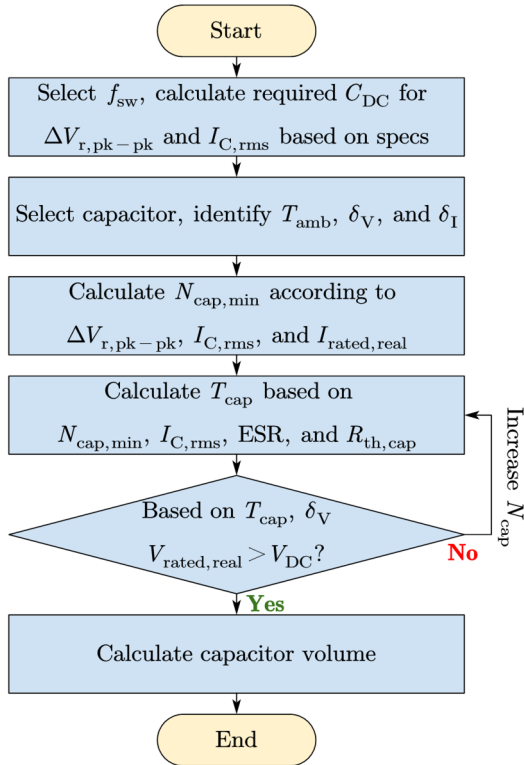 Start
Select f_sw, calculate required C_DC for
ΔV_r,pk−pk and I_C,rms based on specs
Select capacitor, identify T_amb, δ_V, and δ_I
Calculate N_cap,min according to
ΔV_r,pk−pk, I_C,rms, and I_rated,real
Calculate T_cap based on
N_cap,min, I_C,rms, ESR, and R_th,cap
Increase N_cap
Based on T_cap, δ_V
V_rated,real > V_DC?
No
Yes
Calculate capacitor volume
End